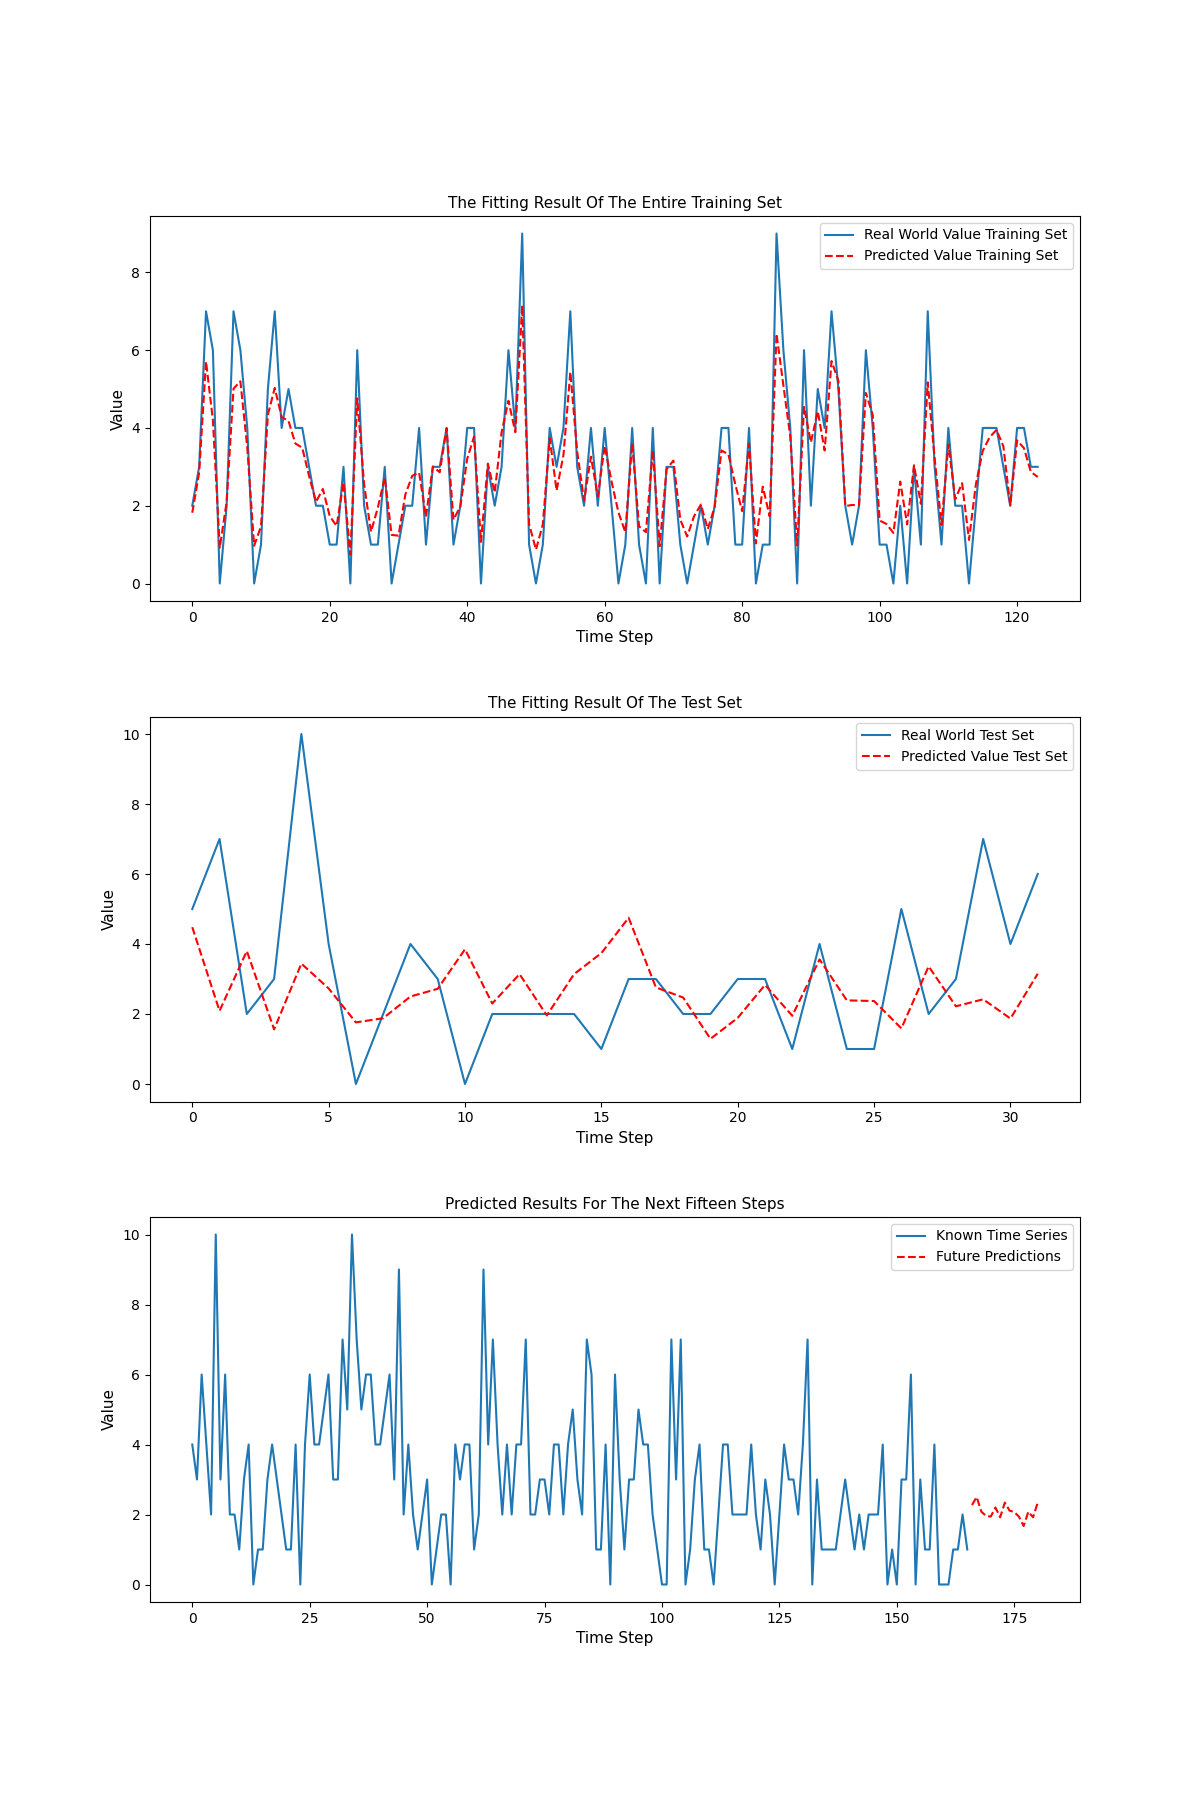 The Fitting Result Of The Entire Training Set
Real World Value Training Set
Predicted Value Training Set
Value
8
6
4
2
0
0 20 40 60 80 100 120
Time Step
The Fitting Result Of The Test Set
Real World Test Set
Predicted Value Test Set
Value
10
8
6
4
2
0
0 5 10 15 20 25 30
Time Step
Predicted Results For The Next Fifteen Steps
Known Time Series
Future Predictions
Value
10
8
6
4
2
0
0 25 50 75 100 125 150 175
Time Step